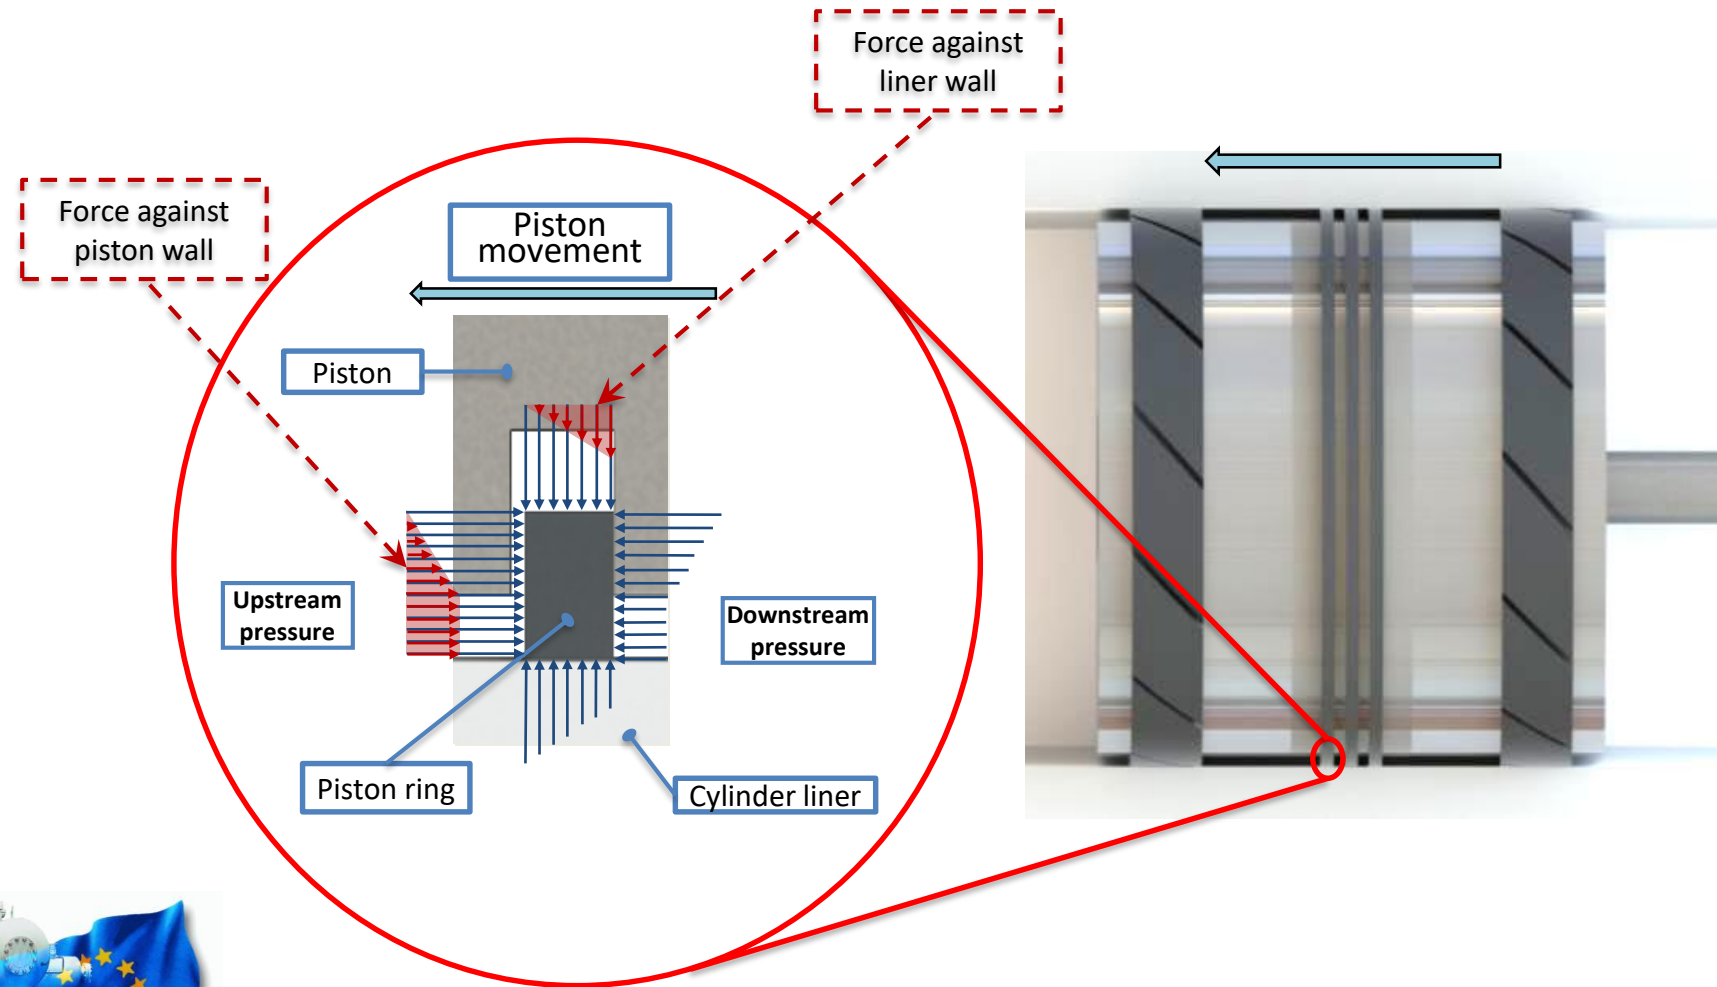 Force against
liner wall
Force against
piston wall
Piston
movement
Piston
Upstream
pressure
Downstream
pressure
Piston ring
Cylinder liner